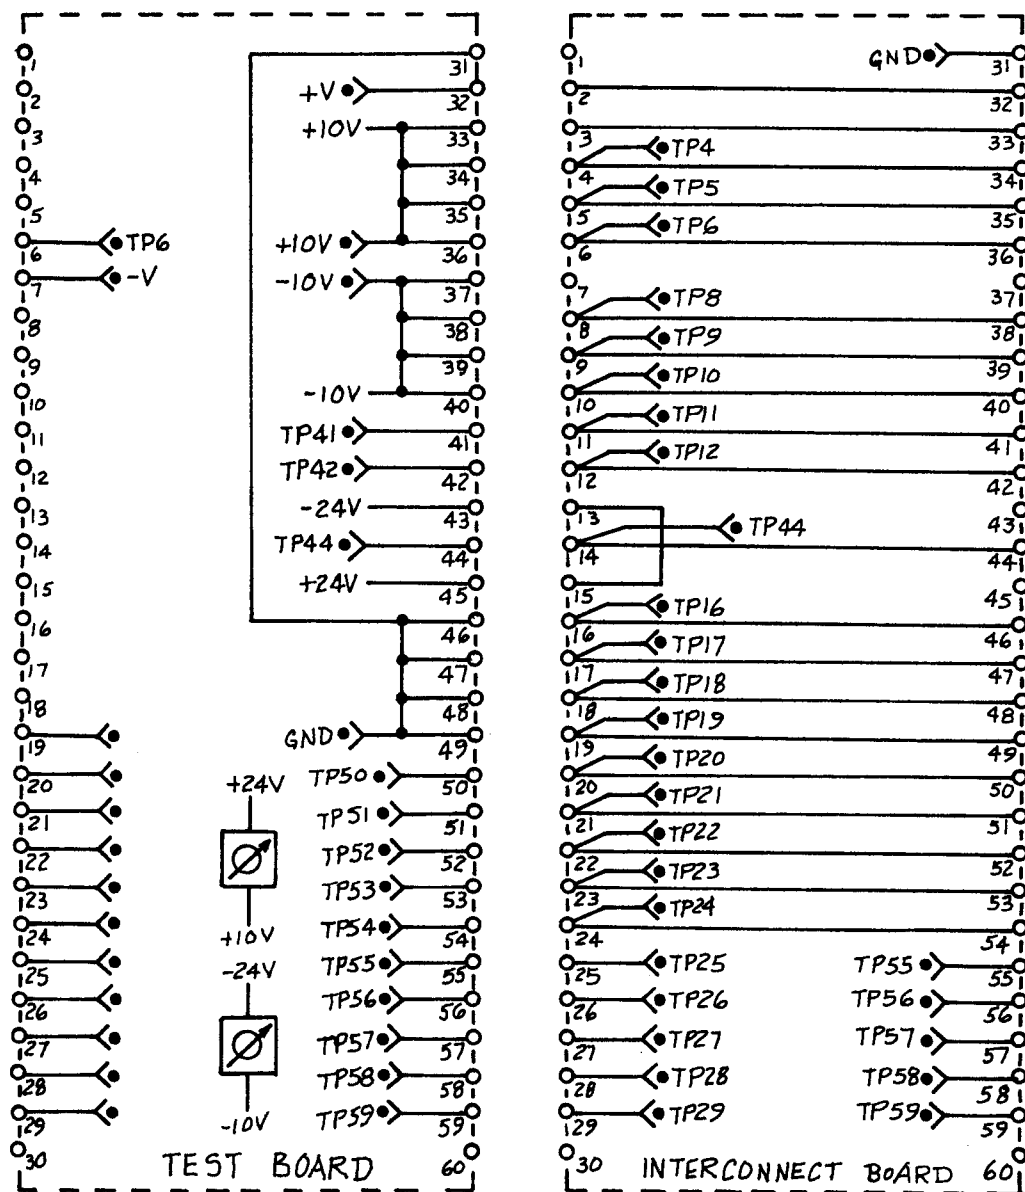 1 31 1 GND 31
2 +V 32 2 32
3 +10V 33 3 33
4 34 4 TP4 34
5 35 5 TP5 35
6 TP6 +10V 36 6 TP6 36
7 -V -10V 37 7 37
8 38 8 TP8 38
9 39 9 TP9 39
10 -10V 40 10 TP10 40
11 TP41 41 11 TP11 41
12 TP42 42 12 TP12 42
13 -24V 43 13 43
14 TP44 44 14 TP44 44
15 +24V 45 15 45
16 46 16 TP16 46
17 47 17 TP17 47
18 48 18 TP18 48
19 GND 49 19 TP19 49
20 +24V TP50 50 20 TP20 50
21 TP51 51 21 TP21 51
22 TP52 52 22 TP22 52
23 TP53 53 23 TP23 53
24 +10V TP54 54 24 TP24 54
25 -24V TP55 55 25 TP25 TP55 55
26 TP56 56 26 TP26 TP56 56
27 TP57 57 27 TP27 TP57 57
28 TP58 58 28 TP28 TP58 58
29 -10V TP59 59 29 TP29 TP59 59
30 TEST BOARD 60 30 INTERCONNECT BOARD 60